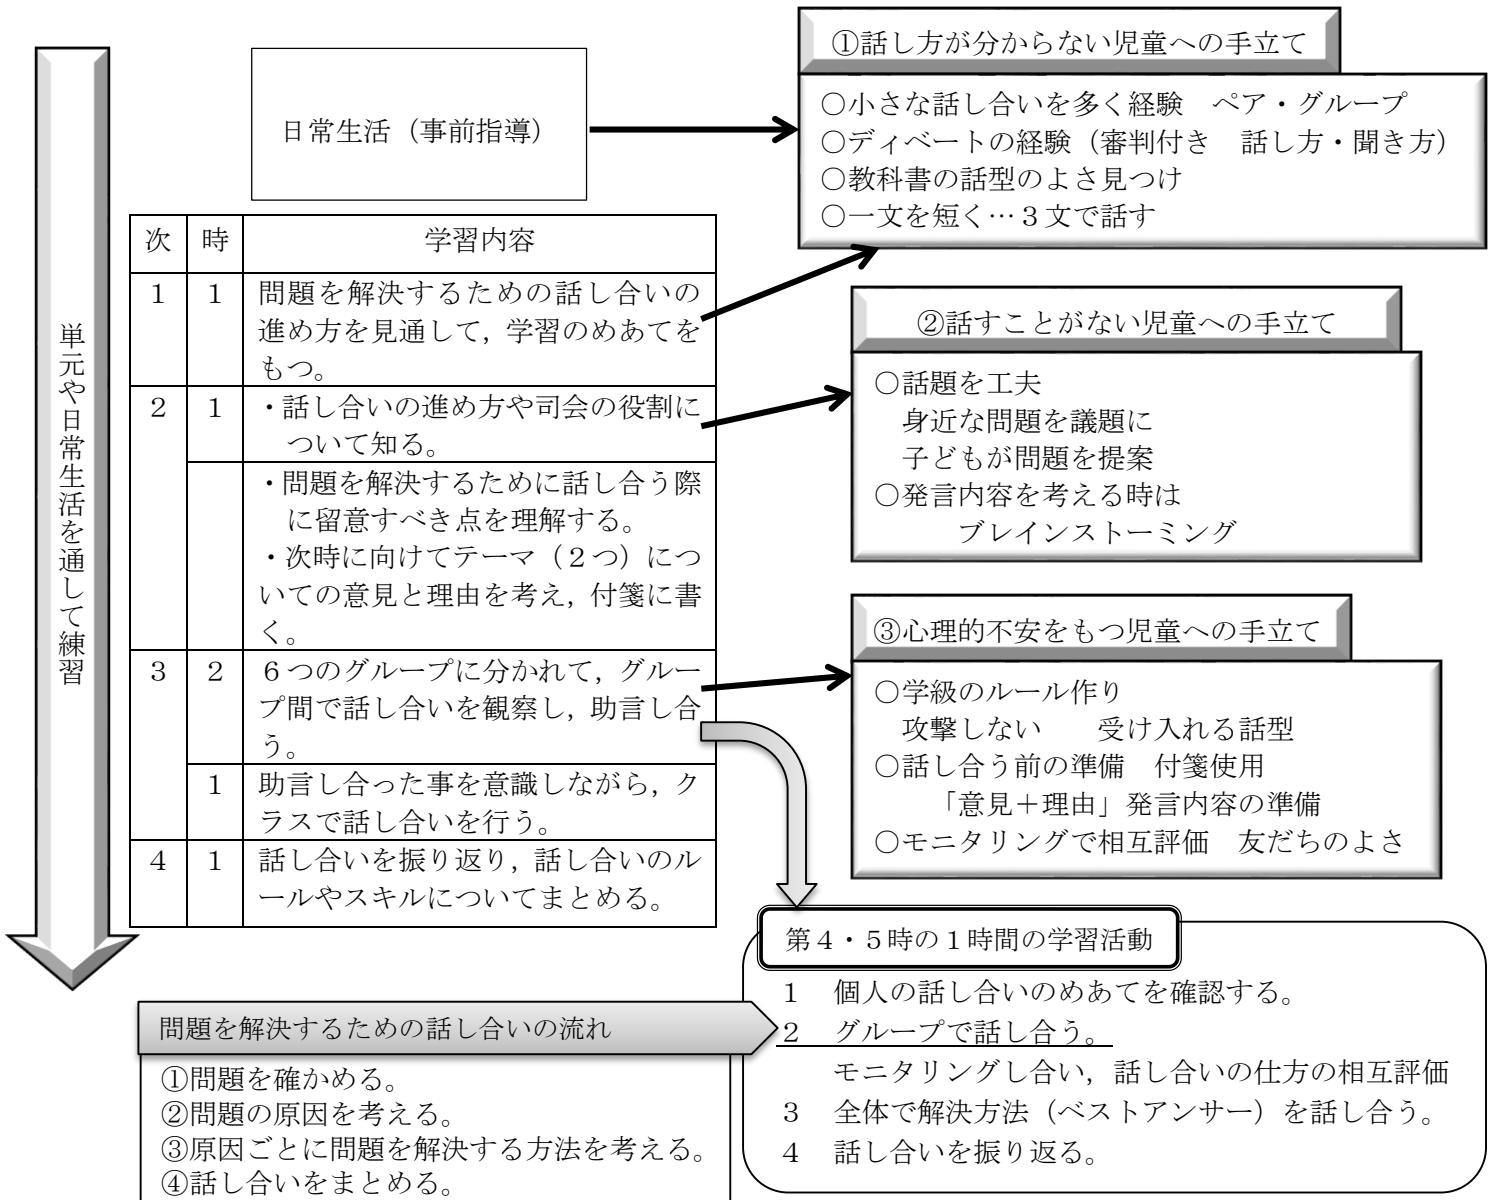 単元や日常生活を通して練習
日常生活（事前指導）
①話し方が分からない児童への手立て
○小さな話し合いを多く経験　ペア・グループ
○ディベートの経験（審判付き　話し方・聞き方）
○教科書の話型のよさ見つけ
○一文を短く…３文で話す
次　時　学習内容
１　１　問題を解決するための話し合いの
進め方を見通して，学習のめあてを
もつ。
２　１　・話し合いの進め方や司会の役割に
ついて知る。
・問題を解決するために話し合う際
に留意すべき点を理解する。
・次時に向けてテーマ（２つ）につ
いての意見と理由を考え，付箋に書
く。
３　２　６つのグループに分かれて，グルー
プ間で話し合いを観察し，助言し合
う。
１　助言し合った事を意識しながら，ク
ラスで話し合いを行う。
４　１　話し合いを振り返り，話し合いのル
ールやスキルについてまとめる。
②話すことがない児童への手立て
○話題を工夫
身近な問題を議題に
子どもが問題を提案
○発言内容を考える時は
ブレインストーミング
③心理的不安をもつ児童への手立て
○学級のルール作り
攻撃しない　　受け入れる話型
○話し合う前の準備　付箋使用
「意見＋理由」発言内容の準備
○モニタリングで相互評価　友だちのよさ
第４・５時の１時間の学習活動
１　個人の話し合いのめあてを確認する。
２　グループで話し合う。
モニタリングし合い，話し合いの仕方の相互評価
３　全体で解決方法（ベストアンサー）を話し合う。
４　話し合いを振り返る。
問題を解決するための話し合いの流れ
①問題を確かめる。
②問題の原因を考える。
③原因ごとに問題を解決する方法を考える。
④話し合いをまとめる。